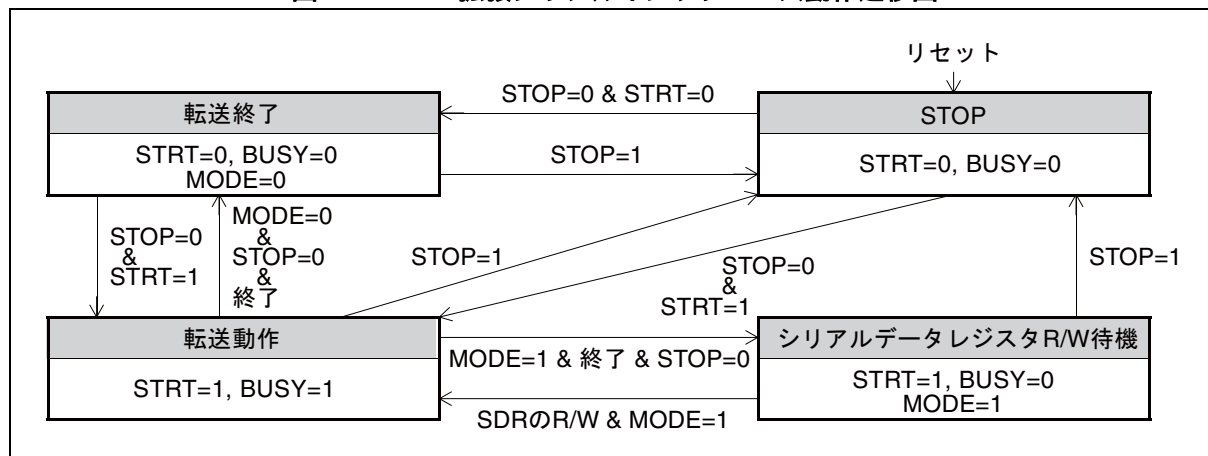 リセット
STOP=0 & STRT=0
転送終了
STOP
STRT=0, BUSY=0
MODE=0
STOP=1
STRT=0, BUSY=0
STOP=0
&
STRT=1
MODE=0
&
STOP=0
&
終了
STOP=1
STOP=0
&
STRT=1
STOP=1
転送動作
シリアルデータレジスタR/W待機
MODE=1 & 終了 & STOP=0
STRT=1, BUSY=1
STRT=1, BUSY=0
MODE=1
SDRのR/W & MODE=1